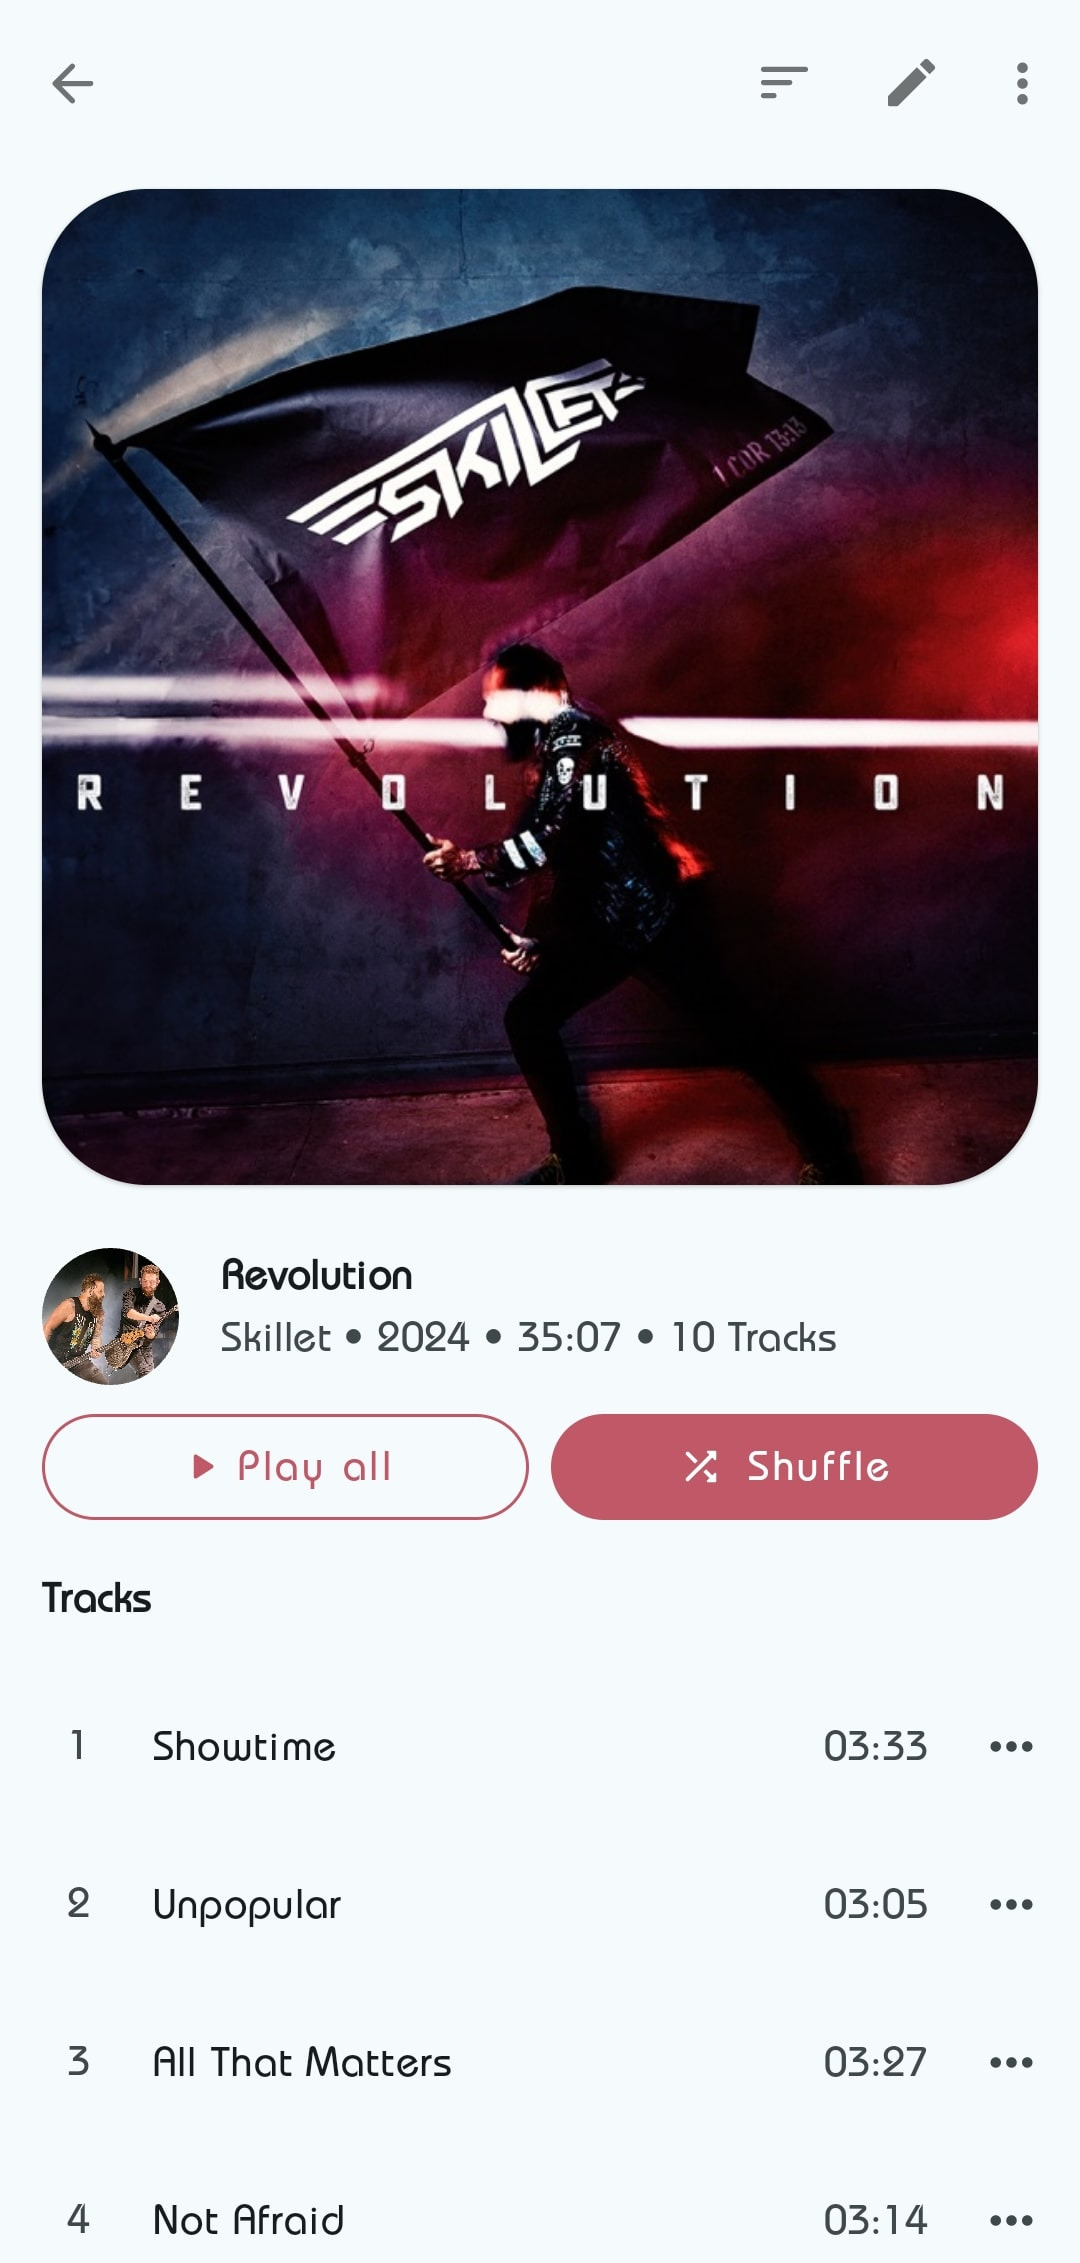 SKILLET
1 COR 13:13
REVOLUTION
Revolution
Skillet • 2024 • 35:07 • 10 Tracks
Play all
Shuffle
Tracks
1 Showtime 03:33
2 Unpopular 03:05
3 All That Matters 03:27
4 Not Afraid 03:14